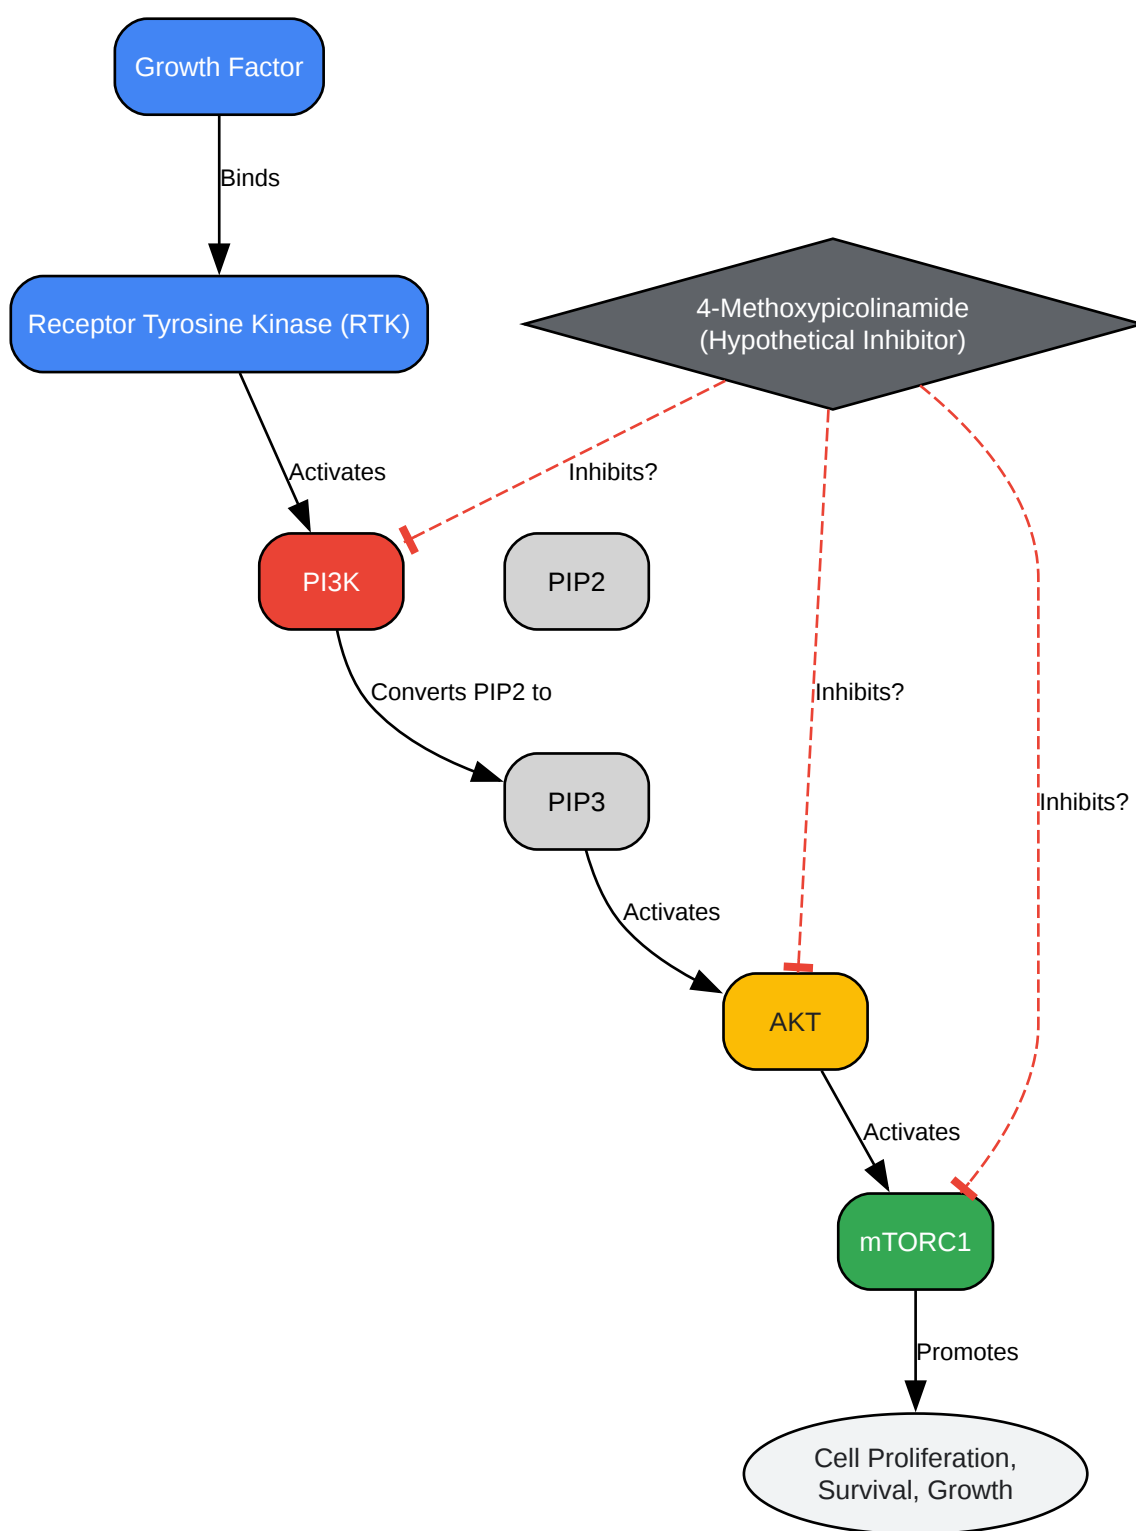 Growth Factor
Binds
Receptor Tyrosine Kinase (RTK)
4-Methoxypicolinamide
(Hypothetical Inhibitor)
Activates
Inhibits?
PI3K
PIP2
Converts PIP2 to
Inhibits?
PIP3
Inhibits?
Activates
AKT
Activates
mTORC1
Promotes
Cell Proliferation,
Survival, Growth